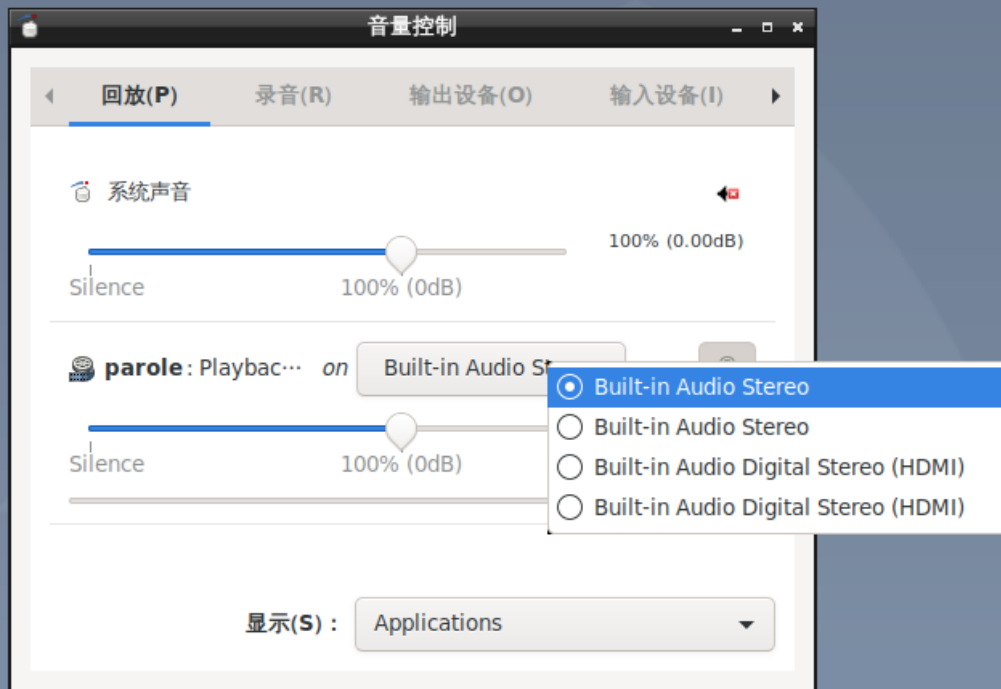 音量控制
回放(P) 录音(R) 输出设备(O) 输入设备(I)
系统声音
100% (0.00dB)
Silence 100% (0dB)
parole: Playbac··· on Built-in Audio St
Built-in Audio Stereo
Built-in Audio Stereo
Silence 100% (0dB)
Built-in Audio Digital Stereo (HDMI)
Built-in Audio Digital Stereo (HDMI)
显示(S)： Applications